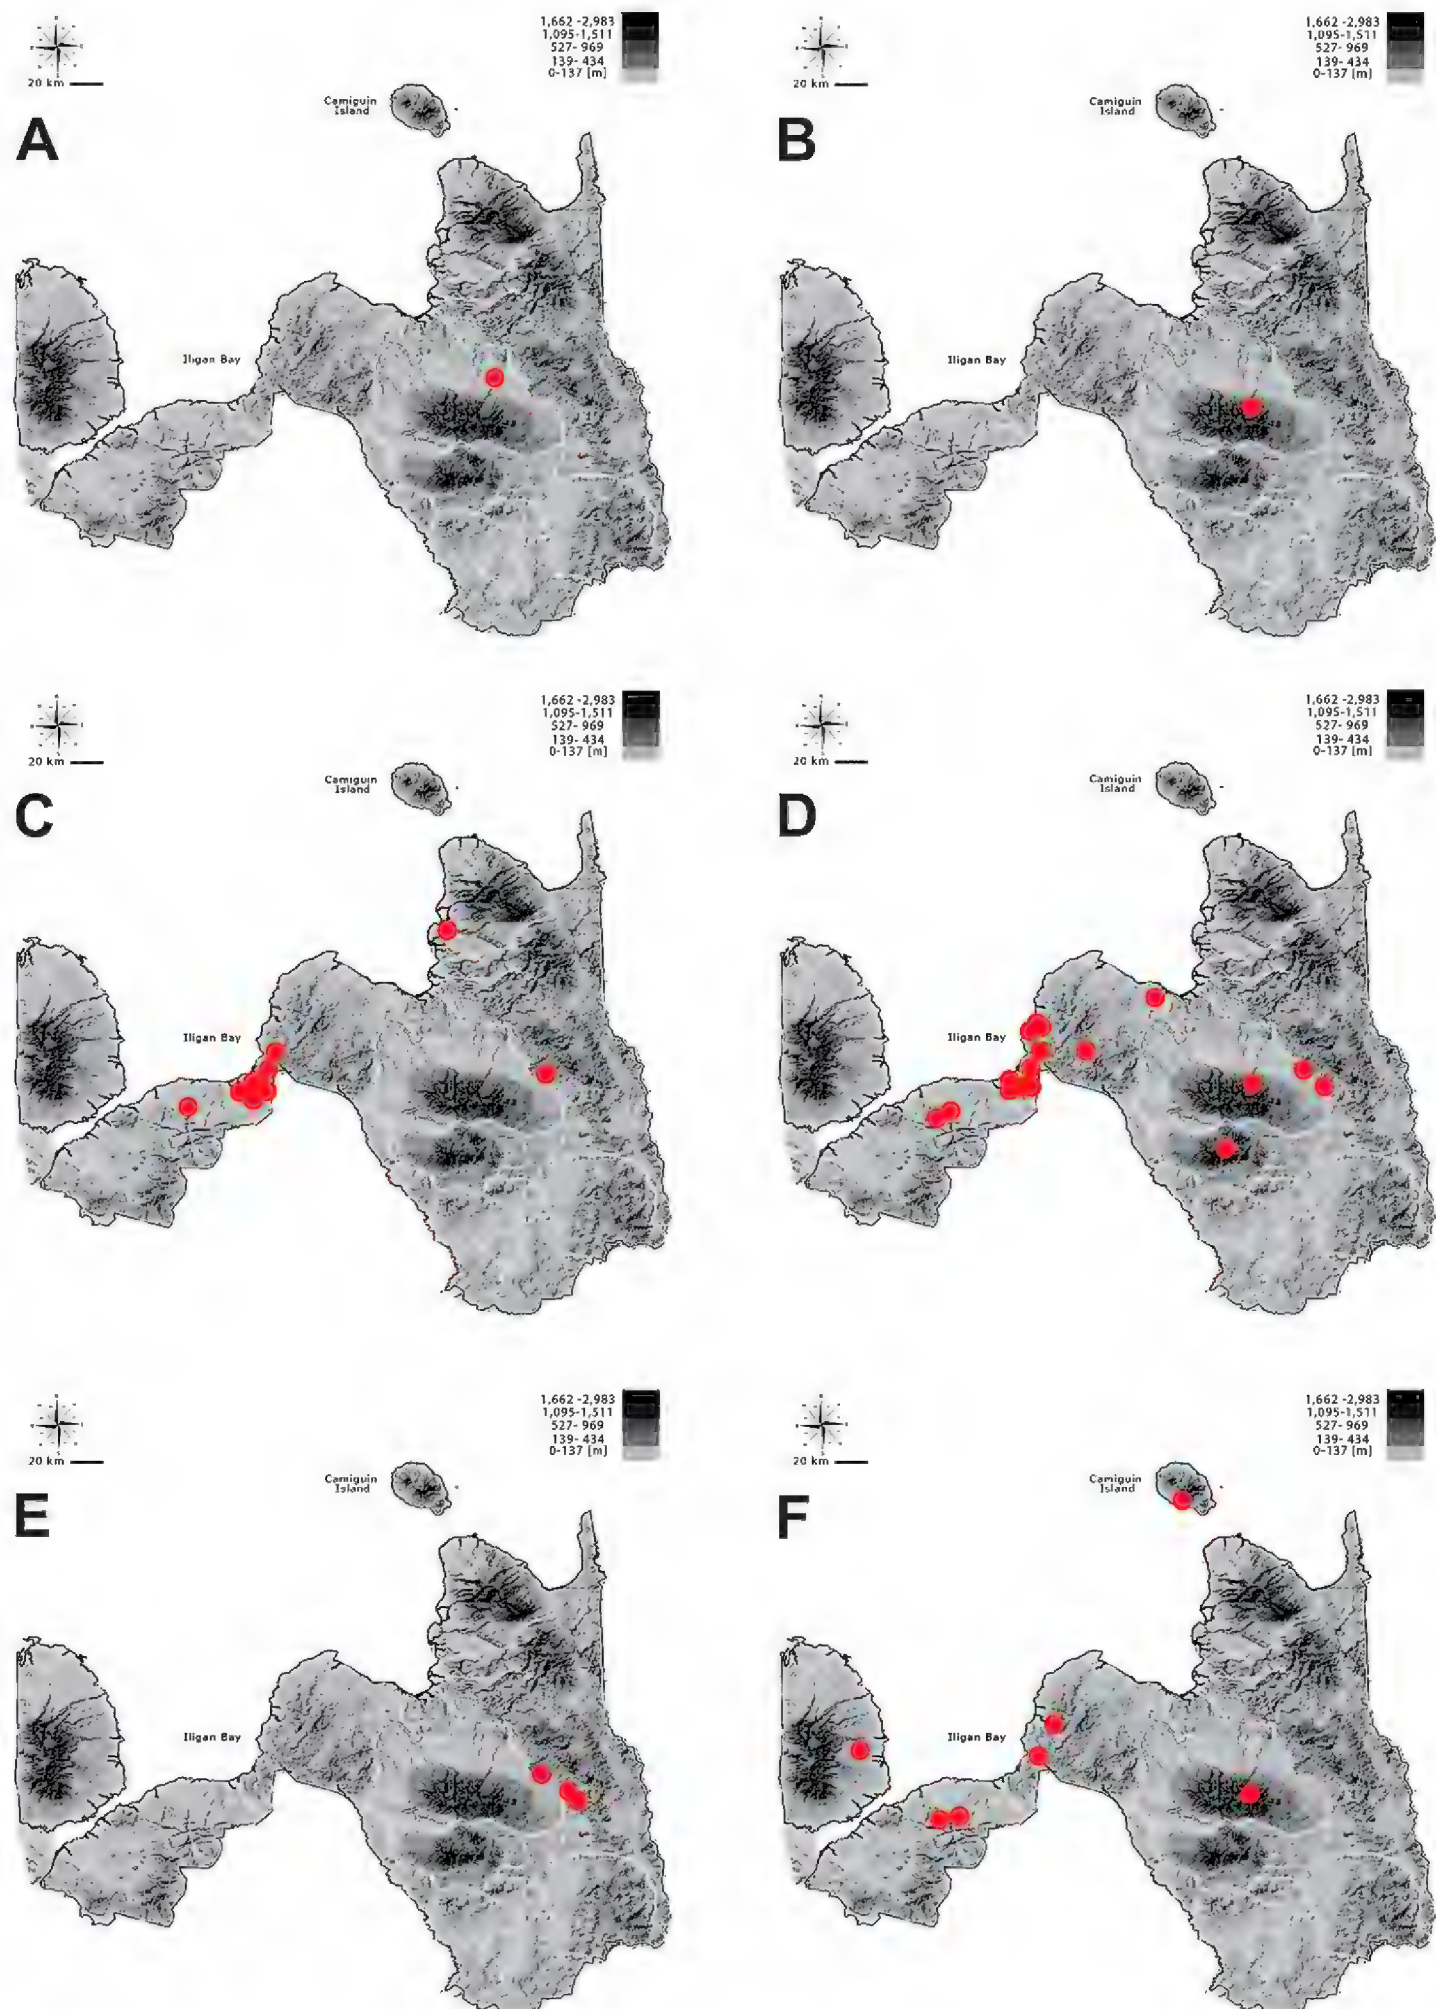 1,662 -2,983
1,095-1,511
527- 969
139- 434
0-137 [m]
20 km
Camiguin
Island
A
Iligan Bay
1,662 -2,983
1,095-1,511
527- 969
139- 434
0-137 [m]
20 km
Camiguin
Island
B
Iligan Bay
1,662 -2,983
1,095-1,511
527- 969
139- 434
0-137 [m]
20 km
Camiguin
Island
C
Iligan Bay
1,662 -2,983
1,095-1,511
527- 969
139- 434
0-137 [m]
20 km
Camiguin
Island
D
Iligan Bay
1,662 -2,983
1,095-1,511
527- 969
139- 434
0-137 [m]
20 km
Camiguin
Island
E
Iligan Bay
1,662 -2,983
1,095-1,511
527- 969
139- 434
0-137 [m]
20 km
Camiguin
Island
F
Iligan Bay